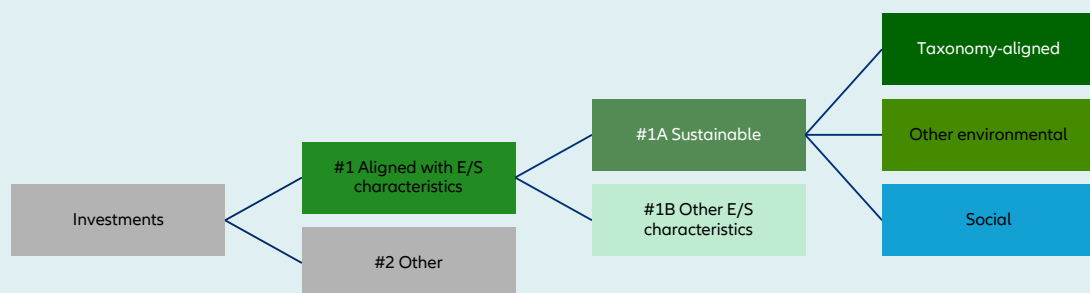 Investments
#1 Aligned with E/S
characteristics
#2 Other
#1A Sustainable
#1B Other E/S
characteristics
Taxonomy-aligned
Other environmental
Social